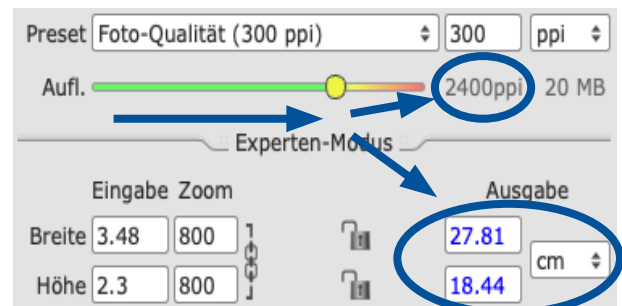 Preset Foto-Qualität (300 ppi) 300 ppi
Aufl. 2400ppi 20 MB
Experten-Modus
Eingabe Zoom Ausgabe
Breite 3.48 800 27.81
cm
Höhe 2.3 800 18.44